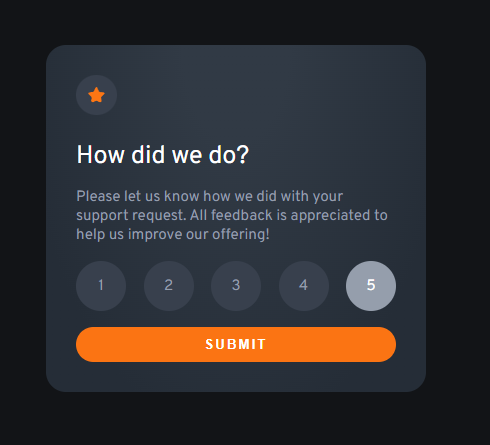 How did we do?
Please let us know how we did with your
support request. All feedback is appreciated to
help us improve our offering!
1 2 3 4 5
SUBMIT